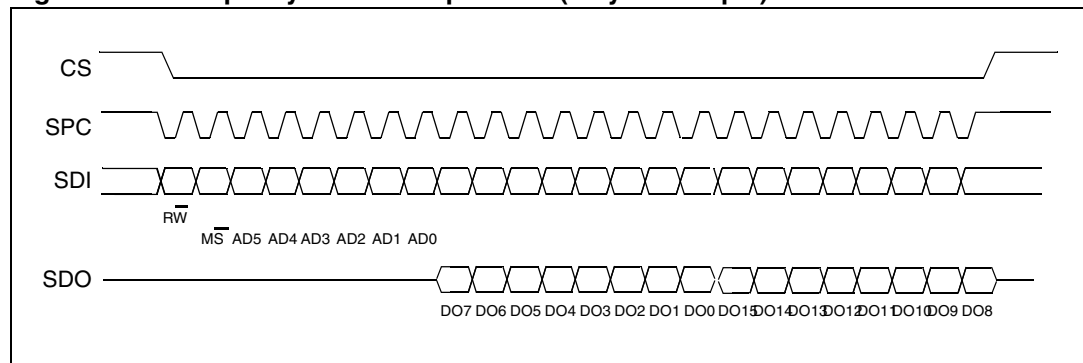 CS
SPC
SDI
RW
MS AD5 AD4 AD3 AD2 AD1 AD0
SDO
DO7 DO6 DO5 DO4 DO3 DO2 DO1 DO0 DO15 DO14 DO13 DO12 DO11 DO10 DO9 DO8